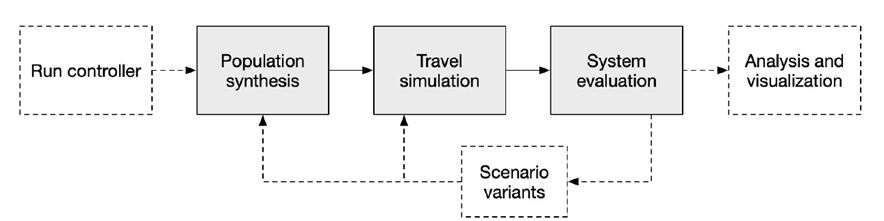 Run controller
Population
synthesis
Travel
simulation
System
evaluation
Analysis and
visualization
Scenario
variants